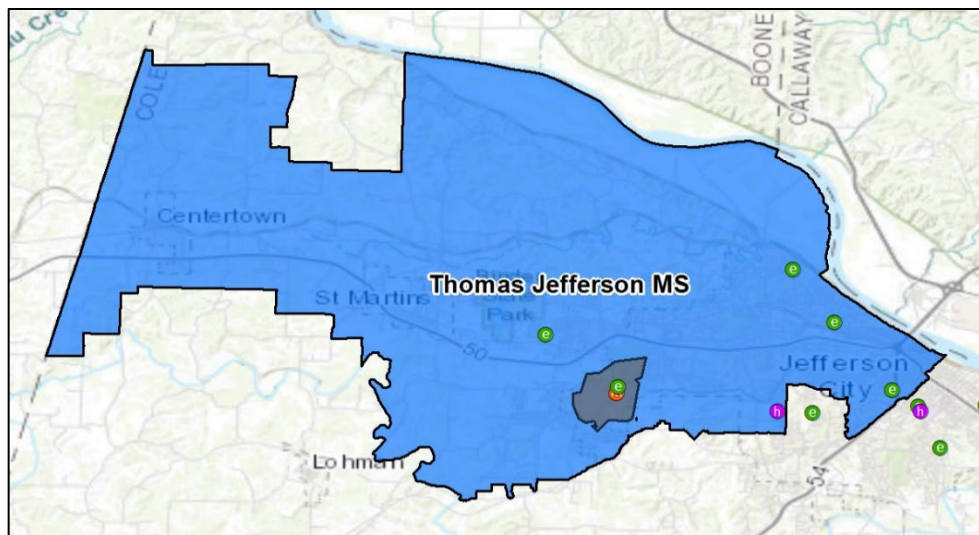 COLE
BOONE
CALLAWAY
Centertown
Thomas Jefferson MS
St Martins
Park
50
Jefferson
City
e
e
e
e
e
h
e
h
e
Lohman
54